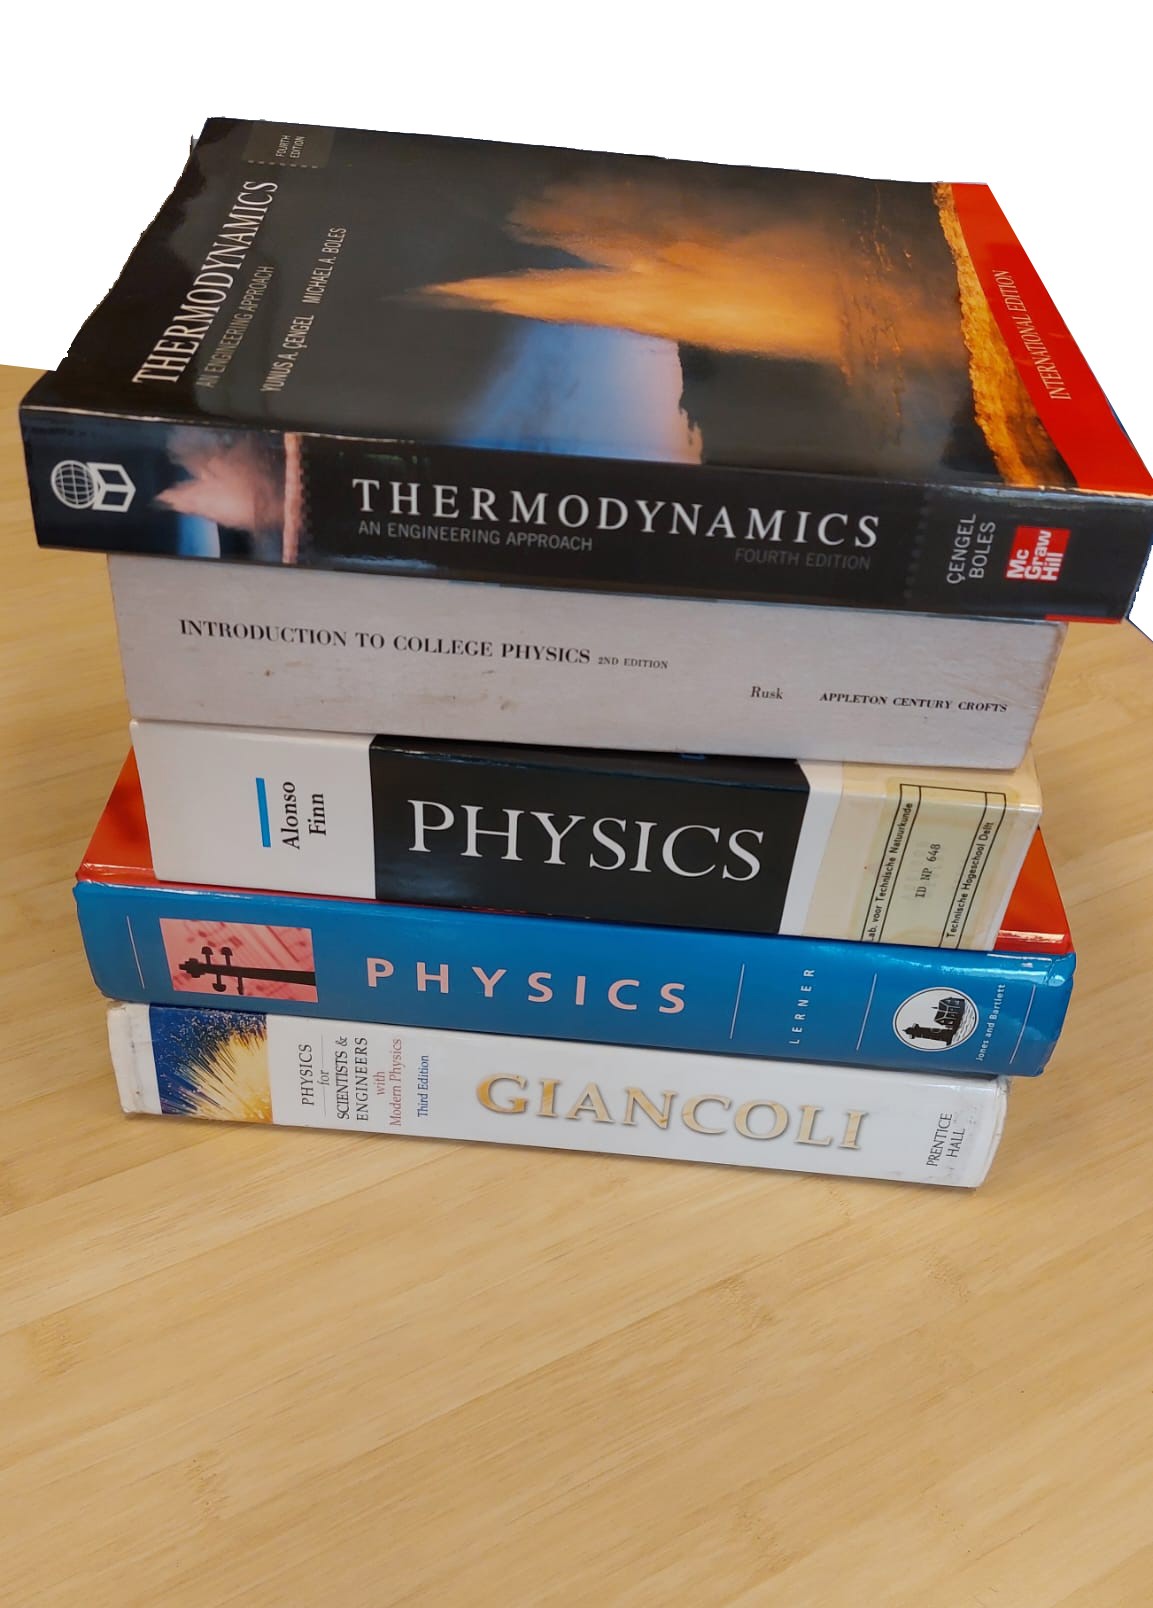 FOURTH
EDITION
THERMODYNAMICS
AN ENGINEERING APPROACH
YUNUS A. ÇENGEL MICHAEL A. BOLES
INTERNATIONAL EDITION
THERMODYNAMICS
AN ENGINEERING APPROACH
FOURTH EDITION
ÇENGEL
BOLES
Mc
Graw
Hill
INTRODUCTION TO COLLEGE PHYSICS 2ND EDITION
Rusk APPLETON CENTURY CROFTS
Alonso
Finn
PHYSICS
Lab. voor Technische Natuurkunde
ID NP 648
Technische Hogeschool Delft
PHYSICS
LERNER
Jones and Bartlett
PHYSICS
for
SCIENTISTS &
ENGINEERS
with
Modern Physics
Third Edition
GIANCOLI
PRENTICE
HALL